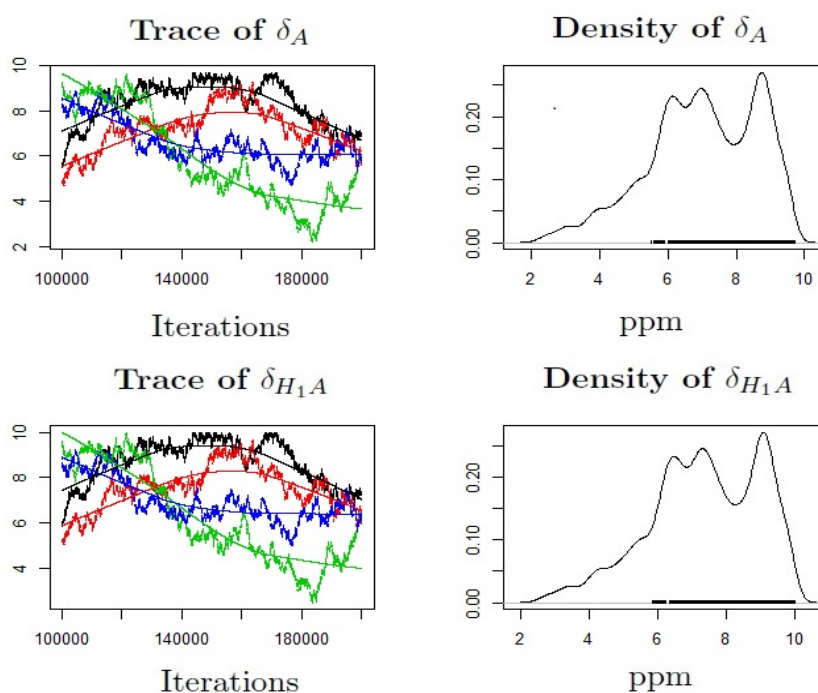 Trace of δ_A
Density of δ_A
10
8
6
4
2
100000 140000 180000
Iterations
0.20
0.10
0.00
2 4 6 8 10
ppm
Trace of δ_{H₁A}
Density of δ_{H₁A}
10
8
6
4
100000 140000 180000
Iterations
0.20
0.10
0.00
2 4 6 8 10
ppm